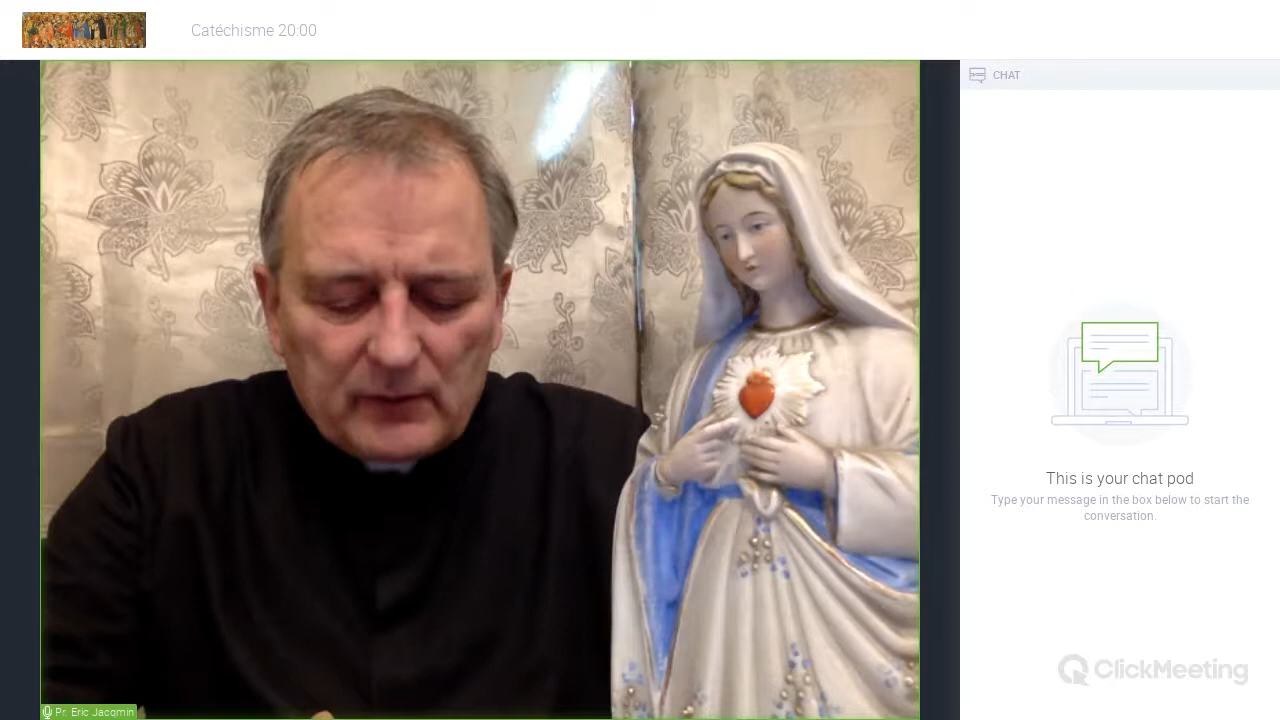 Catéchisme 20:00
CHAT
This is your chat pod
Type your message in the box below to start the
conversation.
ClickMeeting
Pr. Eric Jacqmin